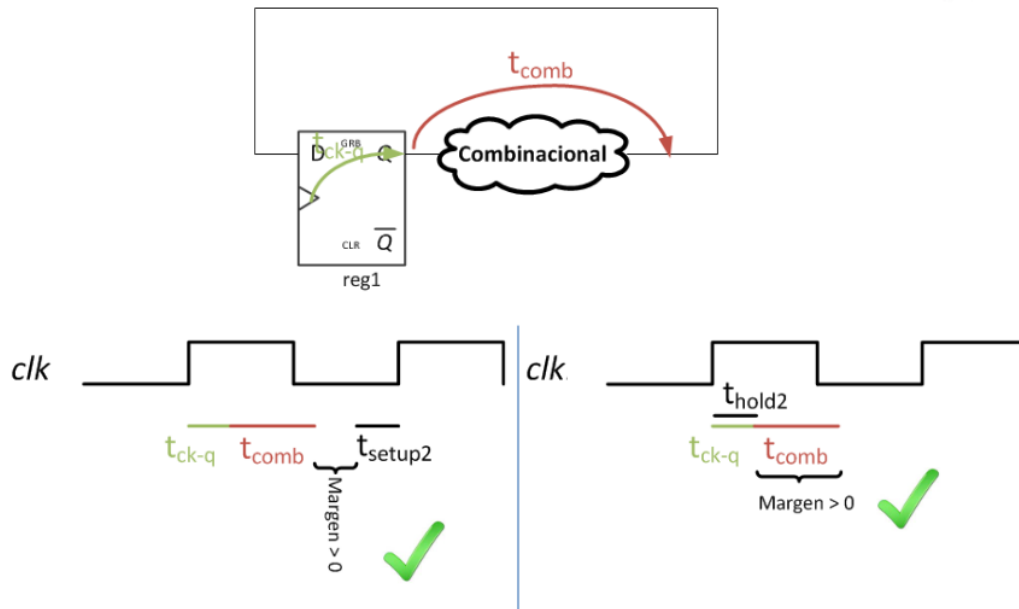 t_comb
D
GRB
Q
t_ck-q
Combinacional
CLR
Q
reg1
clk
t_ck-q
t_comb
t_setup2
Margen > 0
clk
t_hold2
t_ck-q
t_comb
Margen > 0